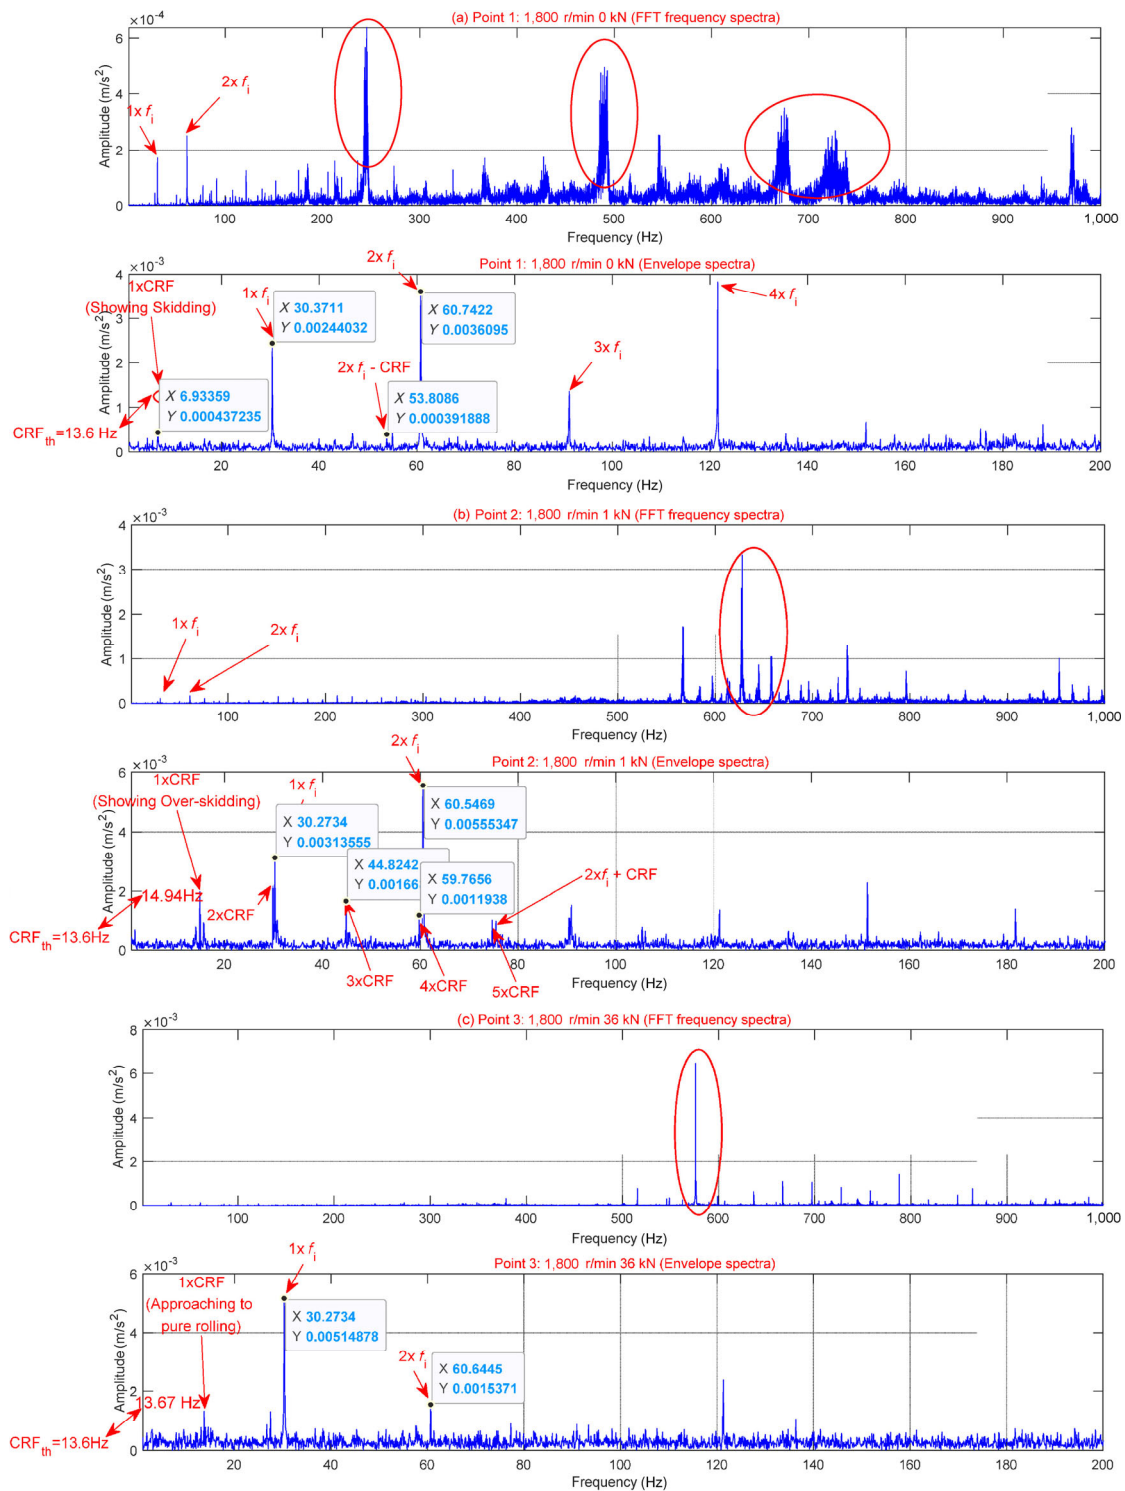 (a) Point 1: 1,800 r/min 0 kN (FFT frequency spectra)
×10⁻⁴
6
4
2
0
Amplitude (m/s²)
1x fᵢ
2x fᵢ
100 200 300 400 500 600 700 800 900 1,000
Frequency (Hz)
Point 1: 1,800 r/min 0 kN (Envelope spectra)
×10⁻³
4
3
2
1
0
Amplitude (m/s²)
1xCRF
(Showing Skidding)
1x fᵢ
2x fᵢ
X 30.3711
Y 0.00244032
X 60.7422
Y 0.0036095
4x fᵢ
3x fᵢ
2x fᵢ - CRF
X 6.93359
Y 0.000437235
X 53.8086
Y 0.000391888
CRFth=13.6 Hz
20 40 60 80 100 120 140 160 180 200
Frequency (Hz)
(b) Point 2: 1,800 r/min 1 kN (FFT frequency spectra)
×10⁻³
4
3
2
1
0
Amplitude (m/s²)
1x fᵢ
2x fᵢ
100 200 300 400 500 600 700 800 900 1,000
Frequency (Hz)
2x fᵢ
Point 2: 1,800 r/min 1 kN (Envelope spectra)
×10⁻³
6
4
2
0
Amplitude (m/s²)
1xCRF
(Showing Over-skidding)
1x fᵢ
X 30.2734
Y 0.00313555
X 60.5469
Y 0.00555347
X 44.8242
Y 0.00166
X 59.7656
Y 0.0011938
2xfᵢ + CRF
14.94Hz
2xCRF
CRFth=13.6Hz
3xCRF
4xCRF
5xCRF
20 40 60 80 100 120 140 160 180 200
Frequency (Hz)
(c) Point 3: 1,800 r/min 36 kN (FFT frequency spectra)
×10⁻³
8
6
4
2
0
Amplitude (m/s²)
100 200 300 400 500 600 700 800 900 1,000
Frequency (Hz)
1x fᵢ
Point 3: 1,800 r/min 36 kN (Envelope spectra)
×10⁻³
6
4
2
0
Amplitude (m/s²)
1xCRF
(Approaching to
pure rolling)
X 30.2734
Y 0.00514878
2x fᵢ
X 60.6445
Y 0.0015371
13.67 Hz
CRFth=13.6Hz
20 40 60 80 100 120 140 160 180 200
Frequency (Hz)